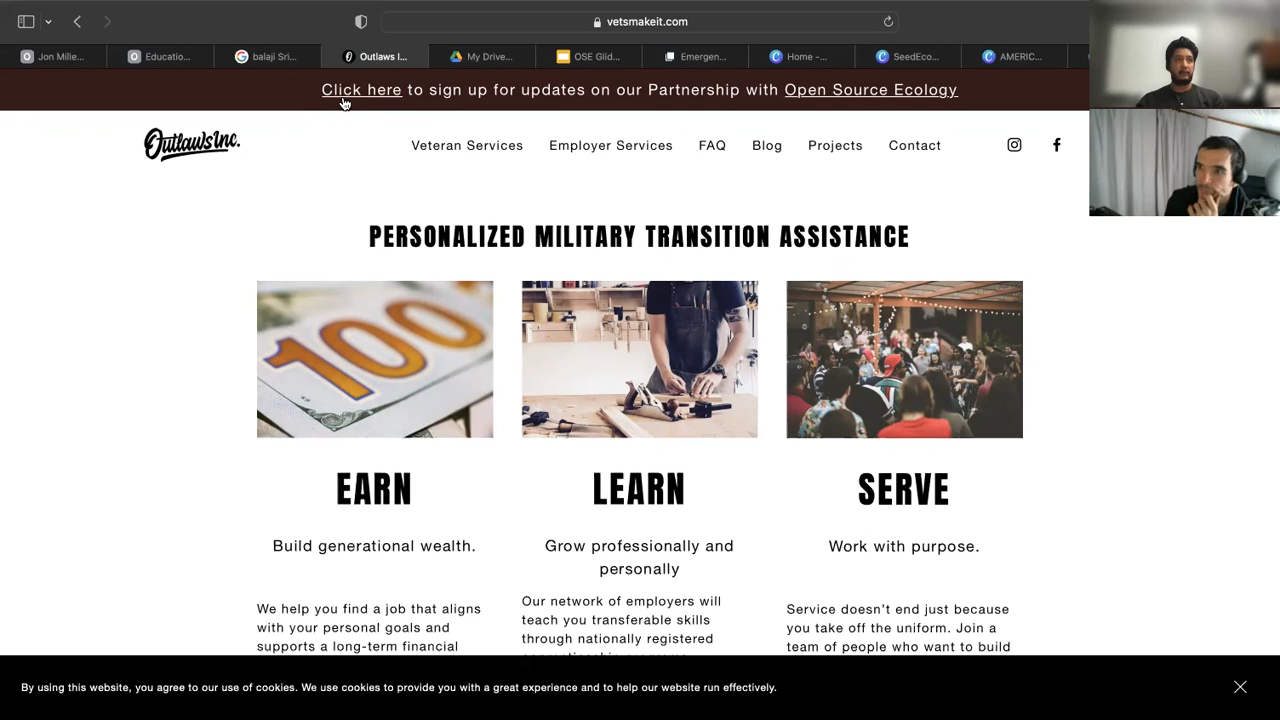 vetsmakeit.com
Jon Mille...
Educatio...
balaji Sri...
Outlaws I...
My Drive...
OSE Glid...
Emergen...
Home -...
SeedEco...
AMERIC...
Click here to sign up for updates on our Partnership with Open Source Ecology
OutlawsInc.
Veteran Services
Employer Services
FAQ
Blog
Projects
Contact
PERSONALIZED MILITARY TRANSITION ASSISTANCE
100
EARN
Build generational wealth.
We help you find a job that aligns
with your personal goals and
supports a long-term financial
LEARN
Grow professionally and
personally
Our network of employers will
teach you transferable skills
through nationally registered
SERVE
Work with purpose.
Service doesn't end just because
you take off the uniform. Join a
team of people who want to build
By using this website, you agree to our use of cookies. We use cookies to provide you with a great experience and to help our website run effectively.